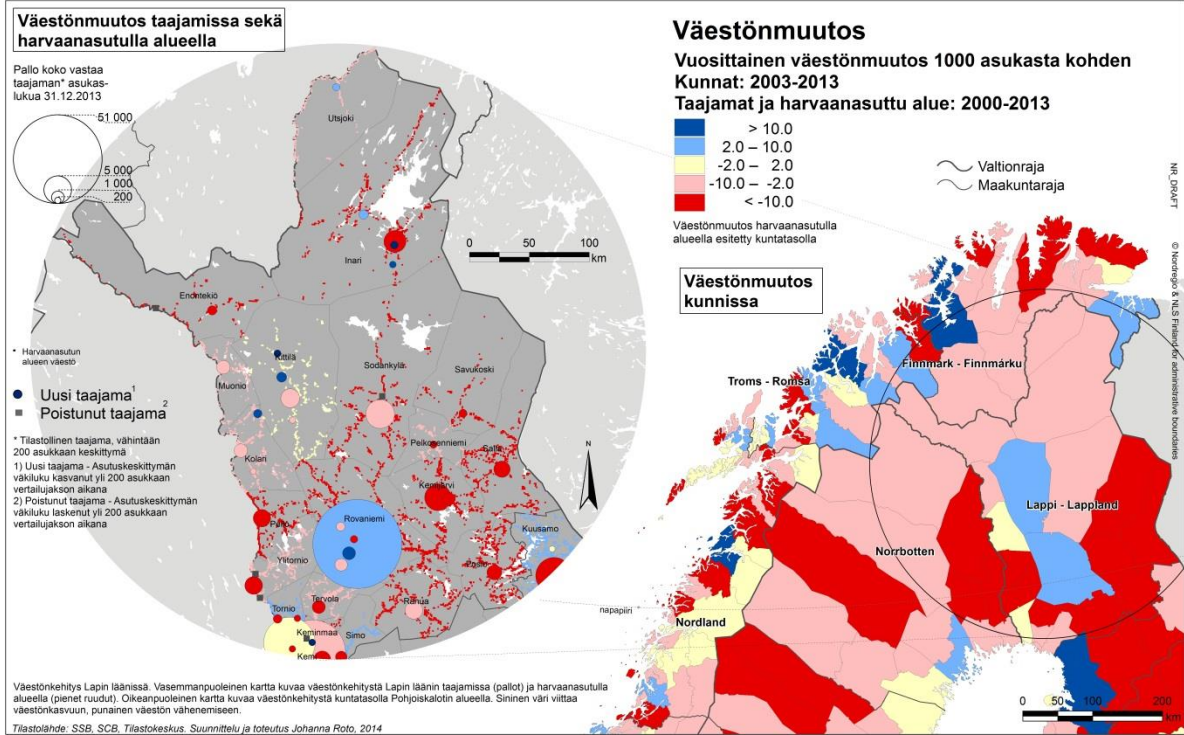 Väestönmuutos taajamissa sekä
harvaanasutulla alueella
Pallo koko vastaa
taajaman* asukas-
lukua 31.12.2013
51 000
5 000
1 000
200
* Harvaanasutun
alueen väestö
Uusi taajama¹
Poistunut taajama²
* Tilastollinen taajama, vähintään
200 asukkaan keskittymä
1) Uusi taajama - Asutuskeskittymän
väkiluku kasvanut yli 200 asukkaan
vertailujakson aikana
2) Poistunut taajama - Asutuskeskittymän
väkiluku laskenut yli 200 asukkaan
vertailujakson aikana
Utsjoki
Inari
Enontekiö
Kittilä
Muonio
Sodankylä
Savukoski
Kolari
Pelkosenniemi
Salla
Kemijärvi
Pello
Rovaniemi
Kuusamo
Ylitornio
Posio
Tervola
Ranua
Tornio
Keminmaa
Simo
Kemi
0 50 100
km
N
Väestönmuutos
Vuosittainen väestönmuutos 1000 asukasta kohden
Kunnat: 2003-2013
Taajamat ja harvaanasuttu alue: 2000-2013
> 10.0
2.0 – 10.0
-2.0 – 2.0
-10.0 – -2.0
< -10.0
Väestönmuutos harvaanasutulla
alueella esitetty kuntatasolla
Valtionraja
Maakuntaraja
Väestönmuutos
kunnissa
Finnmark - Finnmárku
Troms - Romsa
Lappi - Lappland
Norrbotten
Nordland
napapiiri
0 100 200
km
NR_DRAFT
© Nordregio & NLS Finland for administrative boundaries
Väestönkehitys Lapin läänissä. Vasemmanpuoleinen kartta kuvaa väestönkehitystä Lapin läänin taajamissa (pallot) ja harvaanasutulla
alueella (pienet ruudut). Oikeanpuoleinen kartta kuvaa väestönkehitystä kuntatasolla Pohjoiskalotin alueella. Sininen väri viittaa
väestönkasvuun, punainen väestön vähenemiseen.
Tilastolähde: SSB, SCB, Tilastokeskus. Suunnittelu ja toteutus Johanna Roto, 2014